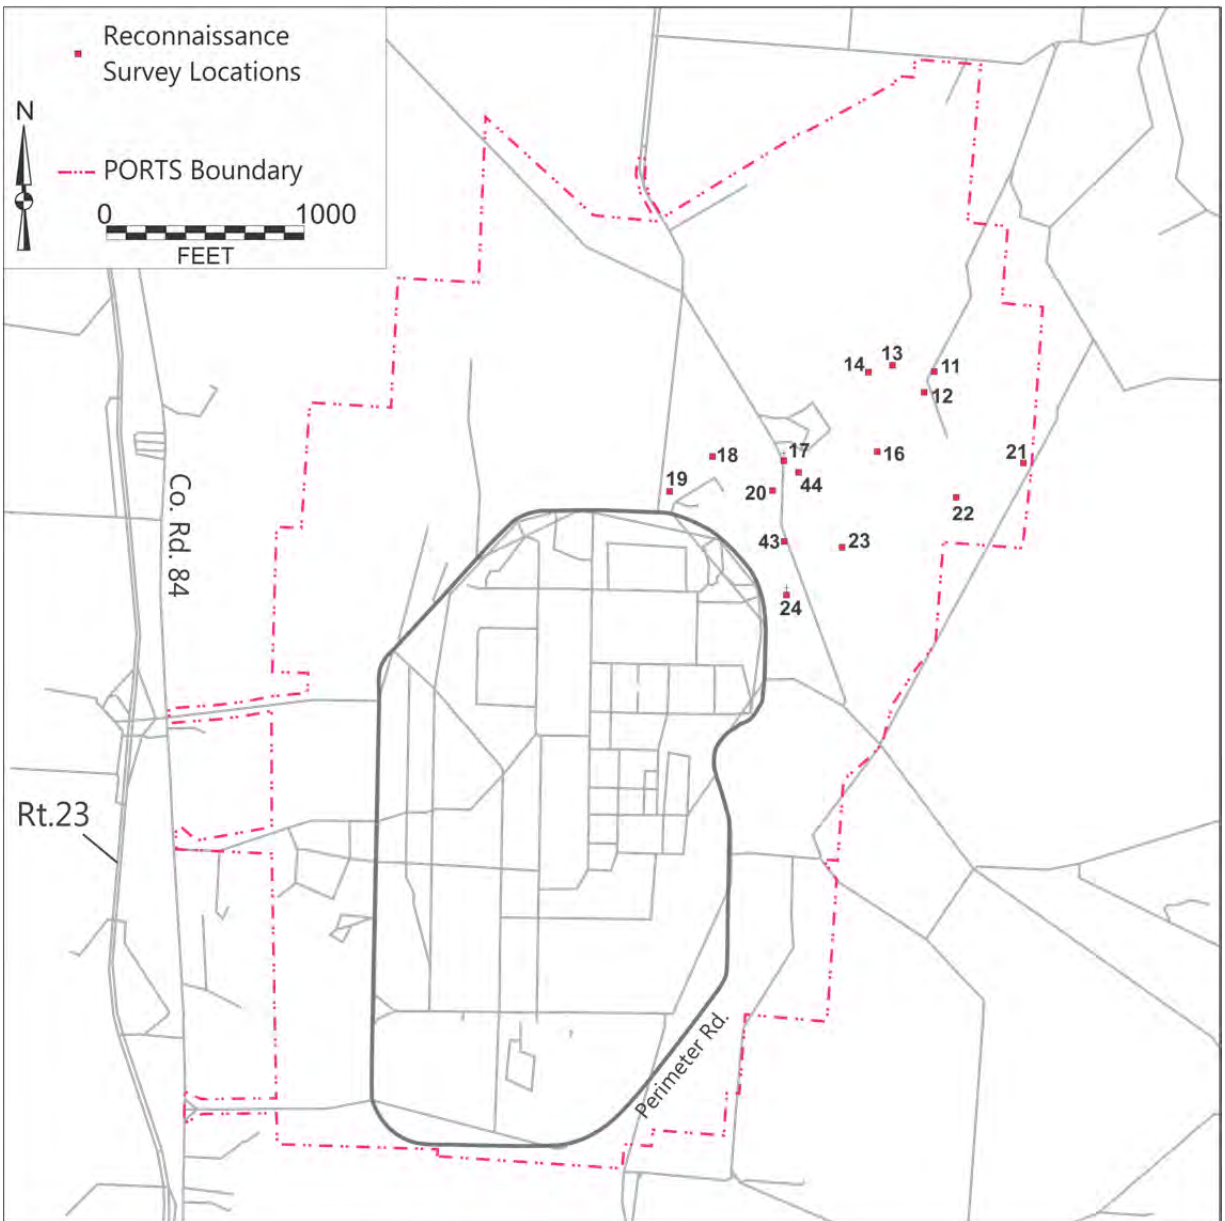 Reconnaissance
Survey Locations
N
PORTS Boundary
0 1000
FEET
13
14
11
12
18
17
16
21
19
44
20
22
43
23
24
Co. Rd. 84
Rt.23
Perimeter Rd.